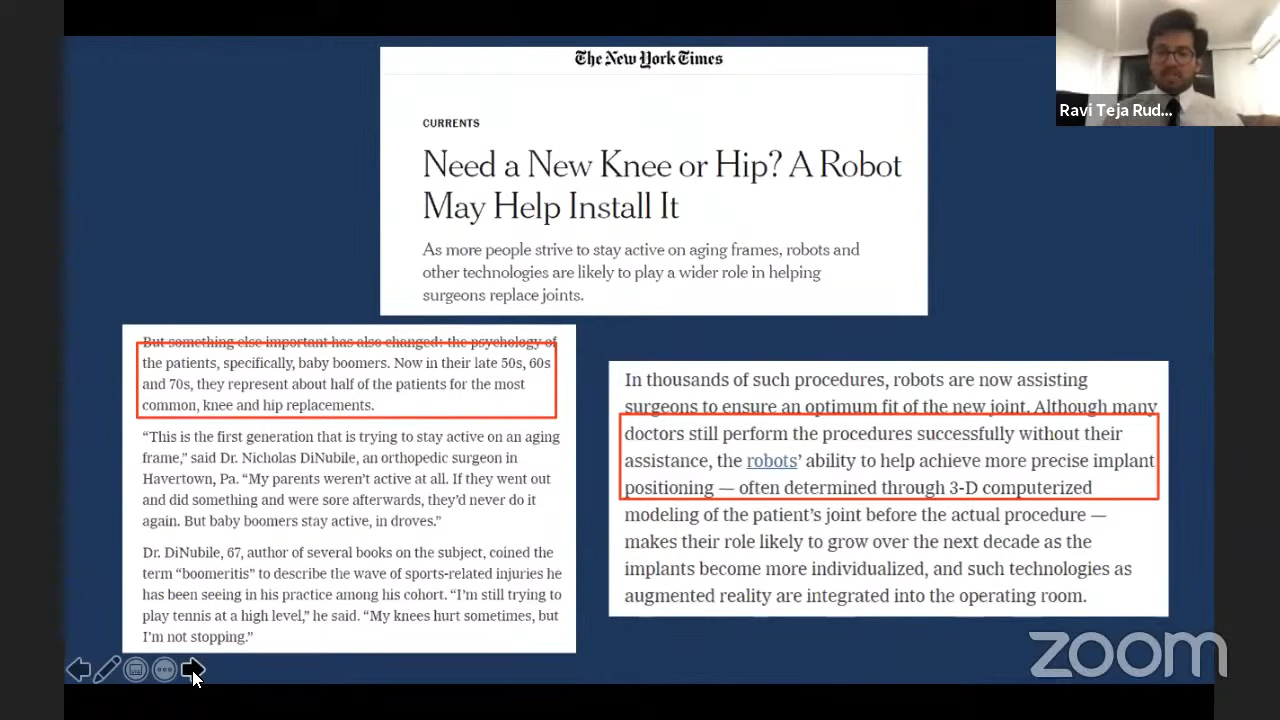 The New York Times
CURRENTS
Need a New Knee or Hip? A Robot
May Help Install It
As more people strive to stay active on aging frames, robots and
other technologies are likely to play a wider role in helping
surgeons replace joints.
Ravi Teja Rud...
But something else important has also changed: the psychology of
the patients, specifically, baby boomers. Now in their late 50s, 60s
and 70s, they represent about half of the patients for the most
common, knee and hip replacements.
“This is the first generation that is trying to stay active on an aging
frame,” said Dr. Nicholas DiNubile, an orthopedic surgeon in
Havertown, Pa. “My parents weren’t active at all. If they went out
and did something and were sore afterwards, they’d never do it
again. But baby boomers stay active, in droves.”
Dr. DiNubile, 67, author of several books on the subject, coined the
term “boomeritis” to describe the wave of sports-related injuries he
has been seeing in his practice among his cohort. “I’m still trying to
play tennis at a high level,” he said. “My knees hurt sometimes, but
I’m not stopping.”
In thousands of such procedures, robots are now assisting
surgeons to ensure an optimum fit of the new joint. Although many
doctors still perform the procedures successfully without their
assistance, the robots’ ability to help achieve more precise implant
positioning — often determined through 3-D computerized
modeling of the patient’s joint before the actual procedure —
makes their role likely to grow over the next decade as the
implants become more individualized, and such technologies as
augmented reality are integrated into the operating room.
zoom